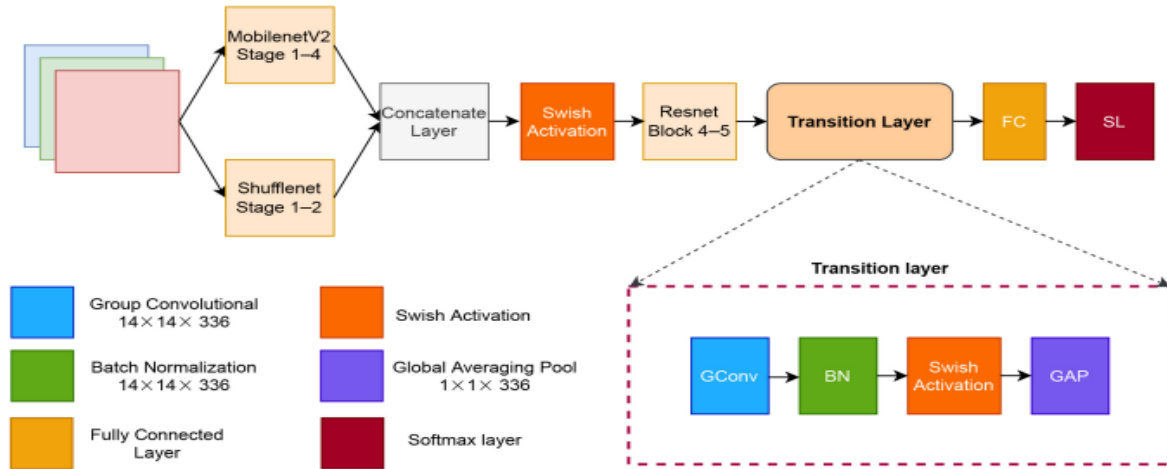 MobilenetV2
Stage 1–4
Shufflenet
Stage 1–2
Concatenate
Layer
Swish
Activation
Resnet
Block 4–5
Transition Layer
FC
SL
Transition layer
GConv
BN
Swish
Activation
GAP
Group Convolutional
14×14× 336
Swish Activation
Batch Normalization
14×14× 336
Global Averaging Pool
1×1× 336
Fully Connected
Layer
Softmax layer